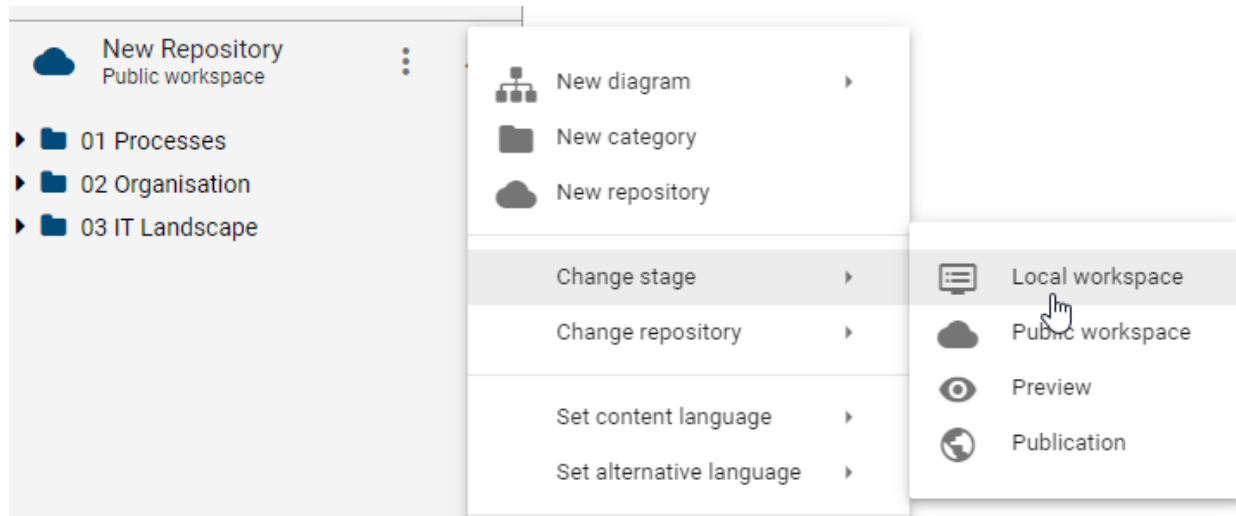 New Repository
Public workspace
01 Processes
02 Organisation
03 IT Landscape
New diagram
New category
New repository
Change stage
Change repository
Set content language
Set alternative language
Local workspace
Public workspace
Preview
Publication